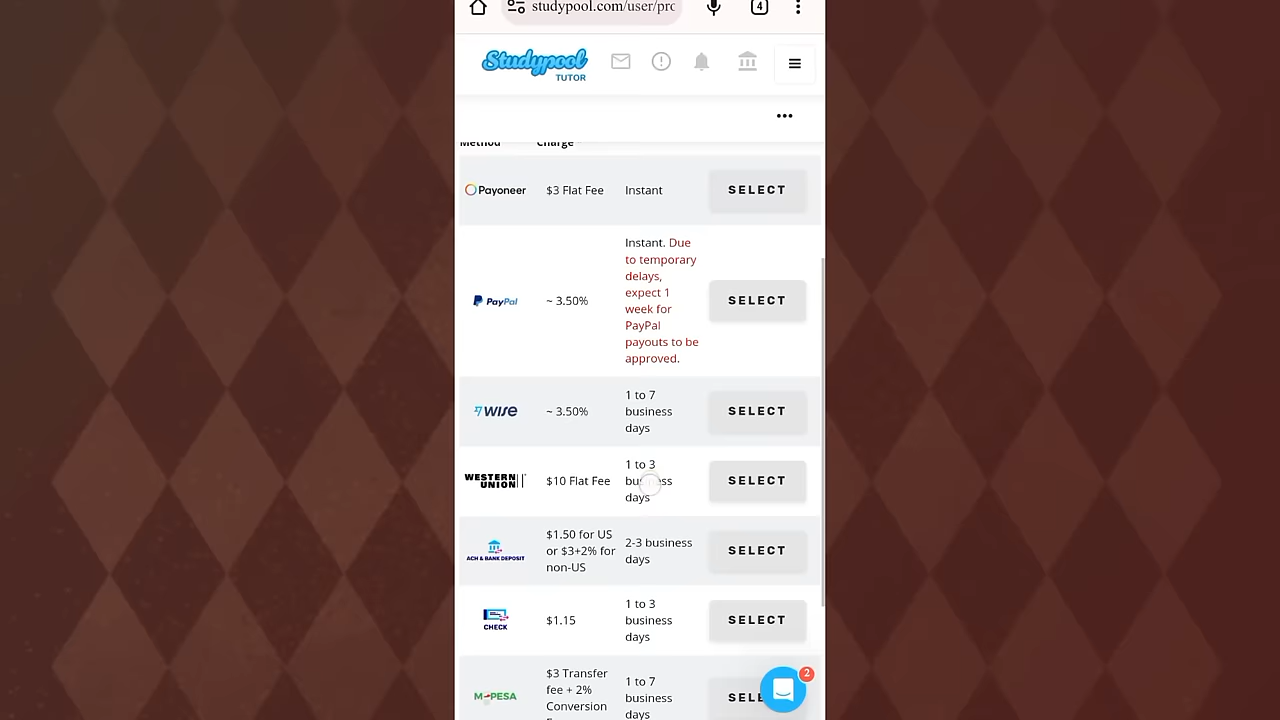 studypool.com/user/pro
4
Studypool
TUTOR
Method Charge
Payoneer $3 Flat Fee Instant SELECT
Instant. Due
to temporary
delays,
expect 1
week for
PayPal
payouts to be
approved.
PayPal ~ 3.50% SELECT
1 to 7
business
days
WISE ~ 3.50% SELECT
1 to 3
business
days
WESTERN
UNION $10 Flat Fee SELECT
$1.50 for US
or $3+2% for
non-US
ACH & BANK DEPOSIT 2-3 business
days SELECT
1 to 3
business
days
CHECK $1.15 SELECT
$3 Transfer
fee + 2%
Conversion
M-PESA 1 to 7
business
days SELE
2